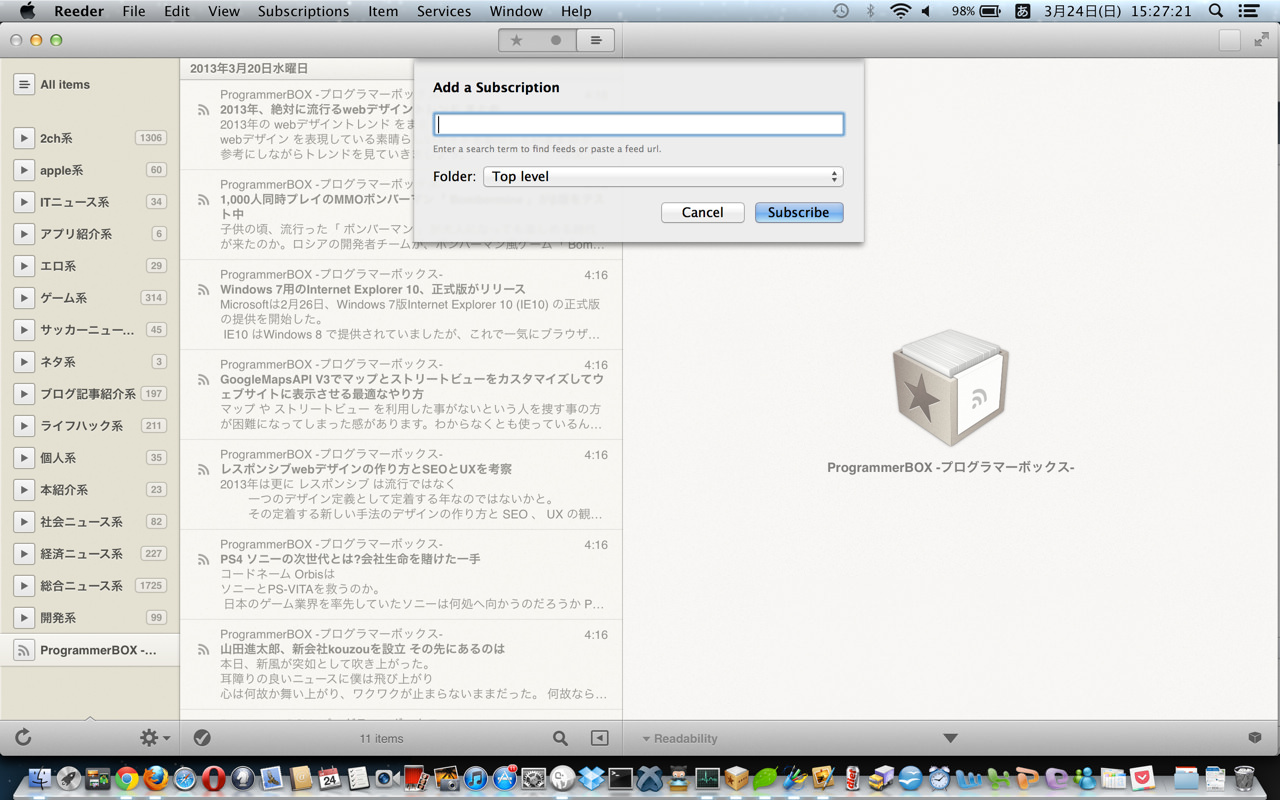 Reeder File Edit View Subscriptions Item Services Window Help
98% あ 3月24日(日) 15:27:21
All items
2ch系 1306
apple系 60
ITニュース系 34
アプリ紹介系 6
エロ系 29
ゲーム系 314
サッカーニュー… 45
ネタ系 3
ブログ記事紹介系 197
ライフハック系 211
個人系 35
本紹介系 23
社会ニュース系 82
経済ニュース系 227
総合ニュース系 1725
開発系 99
ProgrammerBOX -…
2013年3月20日水曜日
ProgrammerBOX -プログラマーボック
2013年、絶対に流行るwebデザイン
2013年の webデザイントレンド をま
webデザイン を表現している素晴ら
参考にしながらトレンドを見ていきま
ProgrammerBOX -プログラマーボック
1,000人同時プレイのMMOボンバーマ
ト中
子供の頃、流行った「 ボンバーマン
が来たのか。ロシアの開発者チームが、ボンバーマン風ゲーム「 Bom…
ProgrammerBOX -プログラマーボックス- 4:16
Windows 7用のInternet Explorer 10、正式版がリリース
Microsoftは2月26日、Windows 7版Internet Explorer 10 (IE10) の正式版
の提供を開始した。
IE10 はWindows 8 で提供されていましたが、これで一気にブラウザ…
ProgrammerBOX -プログラマーボックス- 4:16
GoogleMapsAPI V3でマップとストリートビューをカスタマイズしてウ
ェブサイトに表示させる最適なやり方
マップ や ストリートビュー を利用した事がないという人を捜す事の方
が困難になってしまった感があります。わからなくとも使っているん…
ProgrammerBOX -プログラマーボックス- 4:16
レスポンシブwebデザインの作り方とSEOとUXを考察
2013年は更に レスポンシブ は流行ではなく
一つのデザイン定義として定着する年なのではないかと。
その定着する新しい手法のデザインの作り方と SEO 、 UX の観…
ProgrammerBOX -プログラマーボックス- 4:16
PS4 ソニーの次世代とは?会社生命を賭けた一手
コードネーム Orbisは
ソニーとPS-VITAを救うのか。
日本のゲーム業界を率先していたソニーは何処へ向かうのだろうか P…
ProgrammerBOX -プログラマーボックス- 4:16
山田進太郎、新会社kouzouを設立 その先にあるのは
本日、新風が突如として吹き上がった。
耳障りの良いニュースに僕は飛び上がり
心は何故か舞い上がり、ワクワクが止まらないままだった。 何故なら…
11 items
Add a Subscription
Enter a search term to find feeds or paste a feed url.
Folder: Top level
Cancel Subscribe
ProgrammerBOX -プログラマーボックス-
Readability